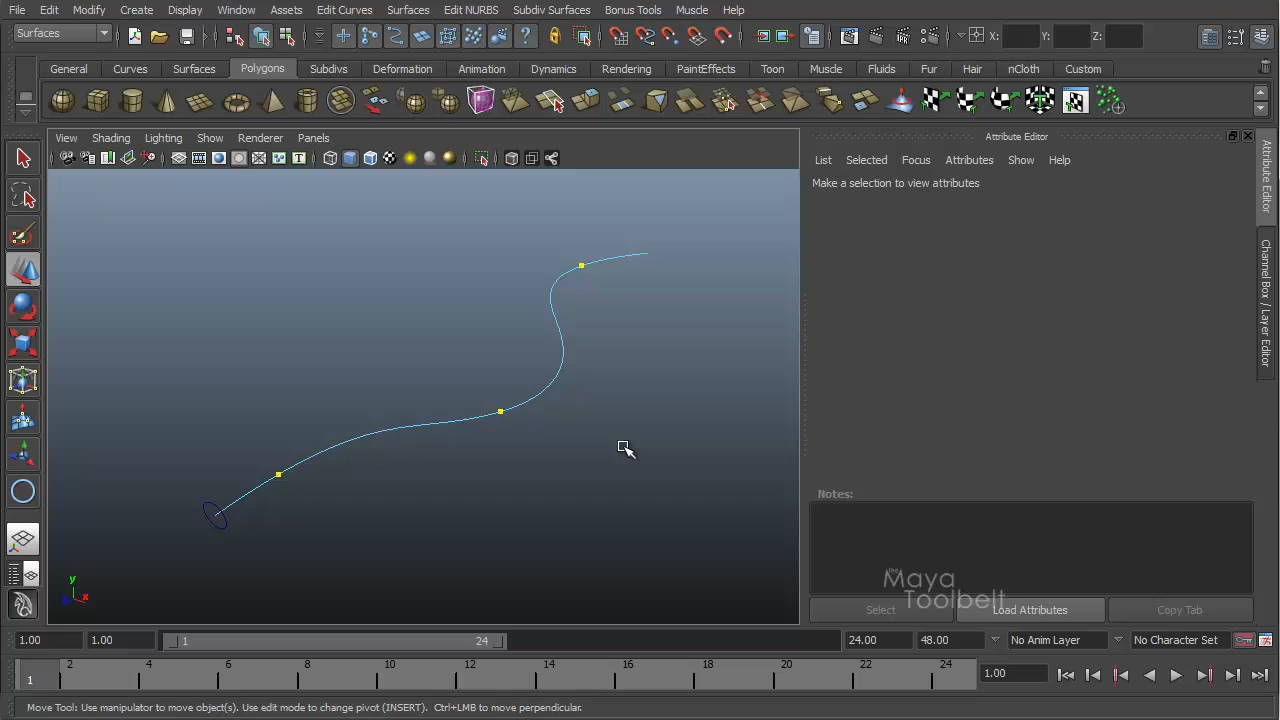 File Edit Modify Create Display Window Assets Edit Curves Surfaces Edit NURBS Subdiv Surfaces Bonus Tools Muscle Help
Surfaces X: Y: Z:
General Curves Surfaces Polygons Subdivs Deformation Animation Dynamics Rendering PaintEffects Toon Muscle Fluids Fur Hair nCloth Custom
View Shading Lighting Show Renderer Panels
Attribute Editor
List Selected Focus Attributes Show Help
Make a selection to view attributes
Attribute Editor
Channel Box / Layer Editor
y
x
Notes:
the Maya Toolbelt
Select Load Attributes Copy Tab
1.00 1.00 1 24 24.00 48.00 No Anim Layer No Character Set
1 2 4 6 8 10 12 14 16 18 20 22 24 1.00
Move Tool: Use manipulator to move object(s). Use edit mode to change pivot (INSERT). Ctrl+LMB to move perpendicular.